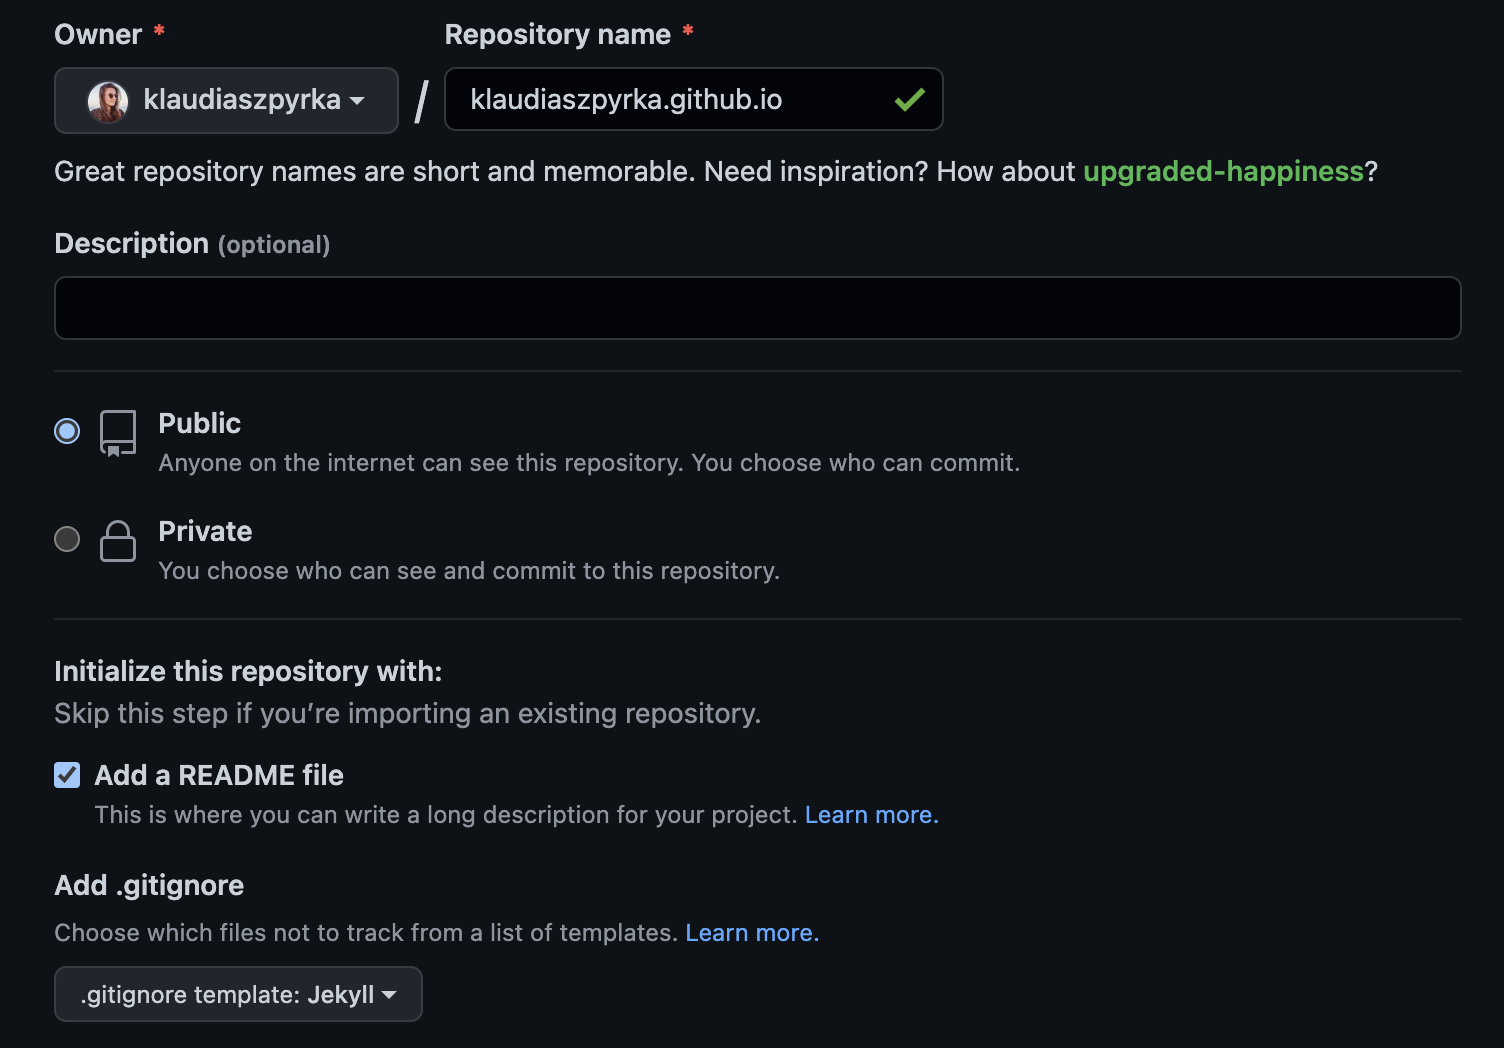 Owner * Repository name *
klaudiaszpyrka / klaudiaszpyrka.github.io
Great repository names are short and memorable. Need inspiration? How about upgraded-happiness?
Description (optional)
Public
Anyone on the internet can see this repository. You choose who can commit.
Private
You choose who can see and commit to this repository.
Initialize this repository with:
Skip this step if you’re importing an existing repository.
Add a README file
This is where you can write a long description for your project. Learn more.
Add .gitignore
Choose which files not to track from a list of templates. Learn more.
.gitignore template: Jekyll